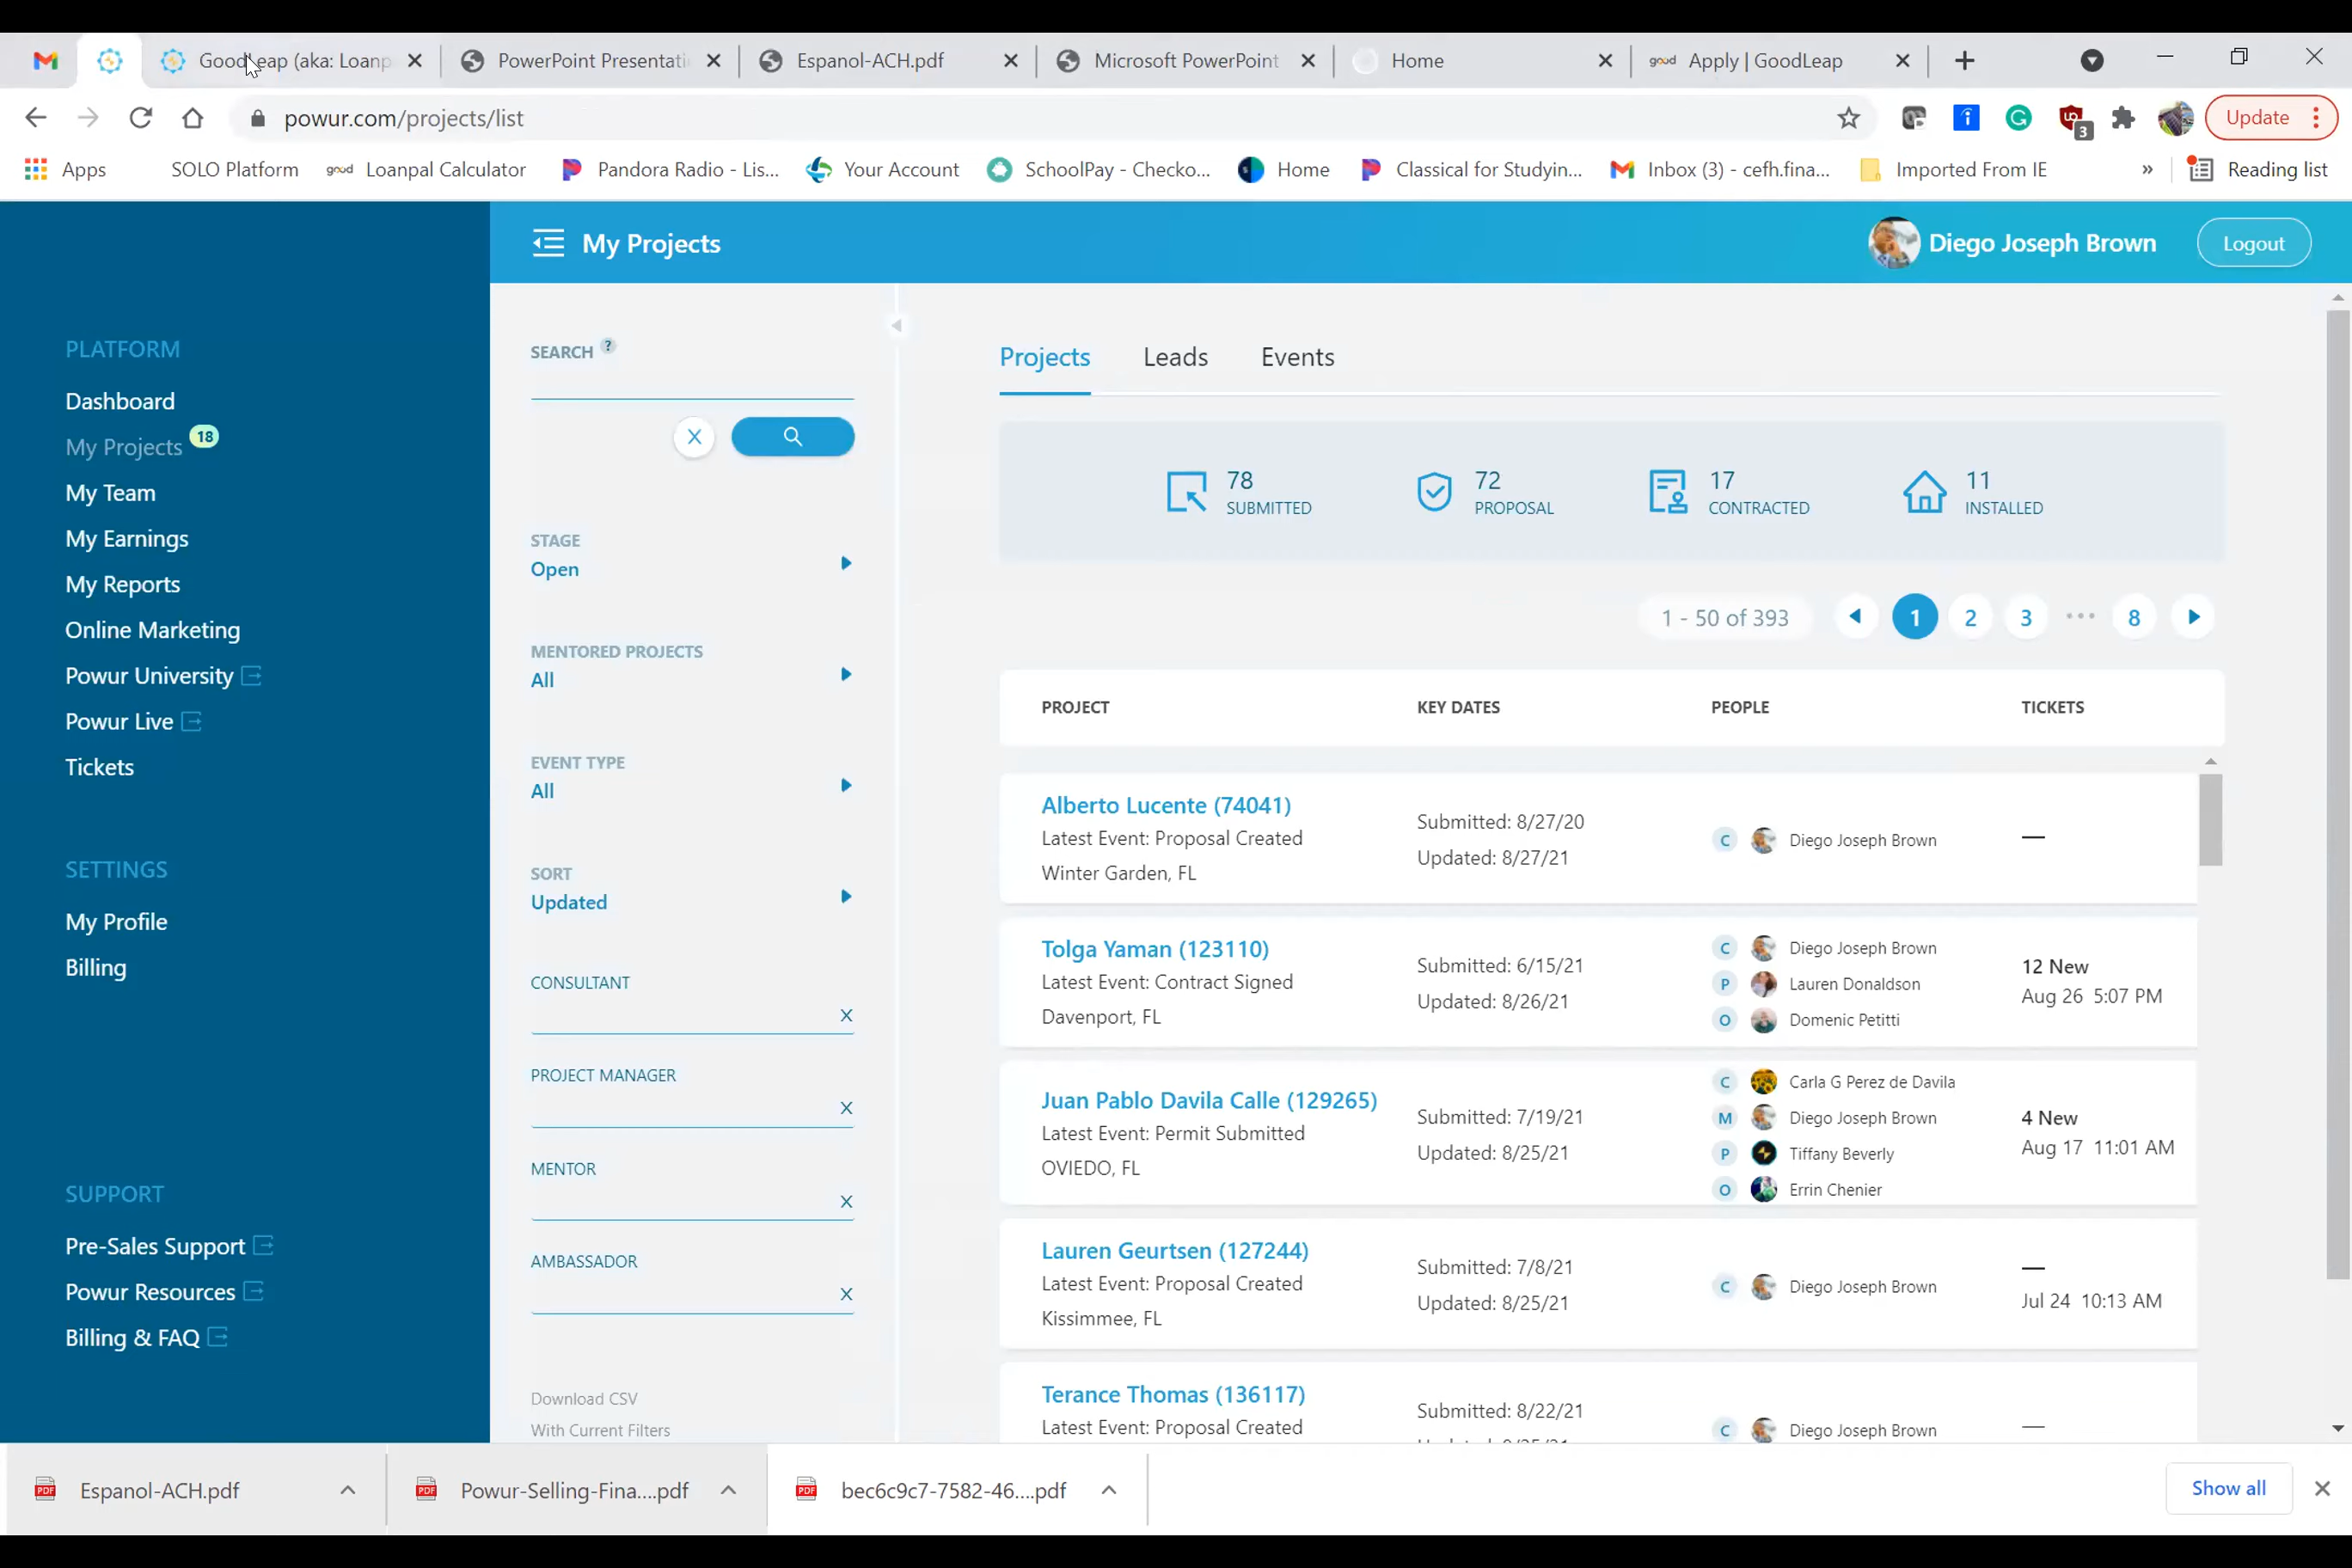 GoodLeap (aka: Loanp
PowerPoint Presentati
Espanol-ACH.pdf
Microsoft PowerPoint
Home
good Apply | GoodLeap
powur.com/projects/list
3
Update
Apps
SOLO Platform
good Loanpal Calculator
Pandora Radio - Lis...
Your Account
SchoolPay - Checko...
Home
Classical for Studyin...
Inbox (3) - cefh.fina...
Imported From IE
»
Reading list
My Projects
Diego Joseph Brown
Logout
PLATFORM
Dashboard
My Projects 18
My Team
My Earnings
My Reports
Online Marketing
Powur University
Powur Live
Tickets
SETTINGS
My Profile
Billing
SUPPORT
Pre-Sales Support
Powur Resources
Billing & FAQ
SEARCH ?
X
STAGE
Open
MENTORED PROJECTS
All
EVENT TYPE
All
SORT
Updated
CONSULTANT
X
PROJECT MANAGER
X
MENTOR
X
AMBASSADOR
X
Download CSV
With Current Filters
Projects Leads Events
78 SUBMITTED
72 PROPOSAL
17 CONTRACTED
11 INSTALLED
1 - 50 of 393 1 2 3 ••• 8
PROJECT KEY DATES PEOPLE TICKETS
Alberto Lucente (74041)
Latest Event: Proposal Created
Winter Garden, FL
Submitted: 8/27/20
Updated: 8/27/21
C Diego Joseph Brown
—
Tolga Yaman (123110)
Latest Event: Contract Signed
Davenport, FL
Submitted: 6/15/21
Updated: 8/26/21
C Diego Joseph Brown
P Lauren Donaldson
O Domenic Petitti
12 New
Aug 26 5:07 PM
Juan Pablo Davila Calle (129265)
Latest Event: Permit Submitted
OVIEDO, FL
Submitted: 7/19/21
Updated: 8/25/21
C Carla G Perez de Davila
M Diego Joseph Brown
P Tiffany Beverly
O Errin Chenier
4 New
Aug 17 11:01 AM
Lauren Geurtsen (127244)
Latest Event: Proposal Created
Kissimmee, FL
Submitted: 7/8/21
Updated: 8/25/21
C Diego Joseph Brown
—
Jul 24 10:13 AM
Terance Thomas (136117)
Latest Event: Proposal Created
Submitted: 8/22/21
C Diego Joseph Brown
—
Espanol-ACH.pdf
Powur-Selling-Fina....pdf
bec6c9c7-7582-46....pdf
Show all